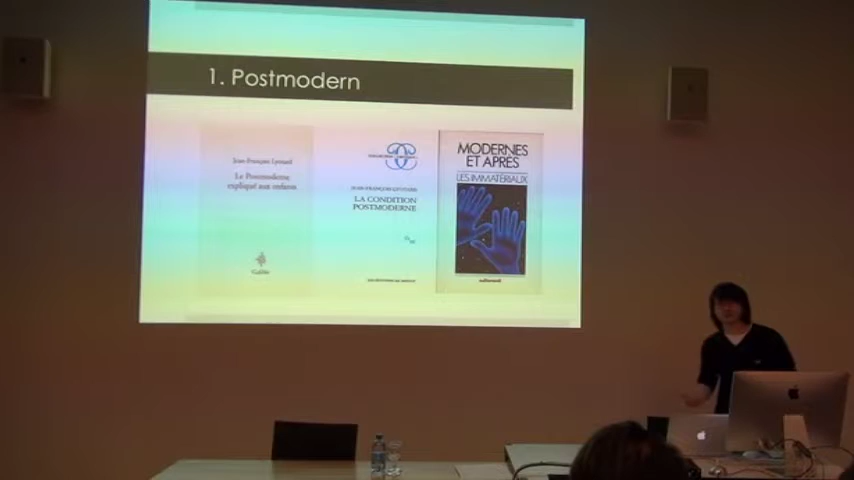 1. Postmodern
Jean-François Lyotard
Le Postmoderne
expliqué aux enfants
Galilée
JEAN-FRANÇOIS LYOTARD
LA CONDITION
POSTMODERNE
MODERNES
ET APRÈS
LES IMMATÉRIAUX